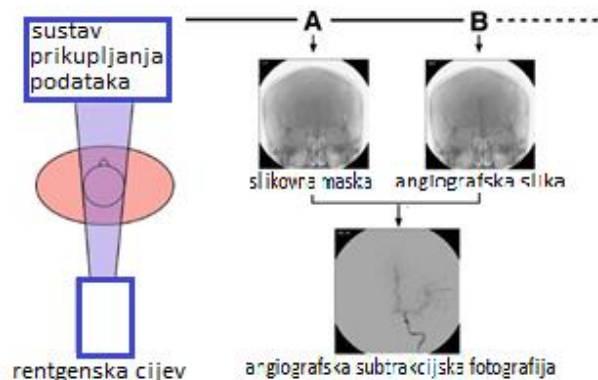 sustav
prikupljanja
podataka
A
B
slikovna maska
angiografska slika
rentgenska cijev
angiografska subtrakcijska fotografija